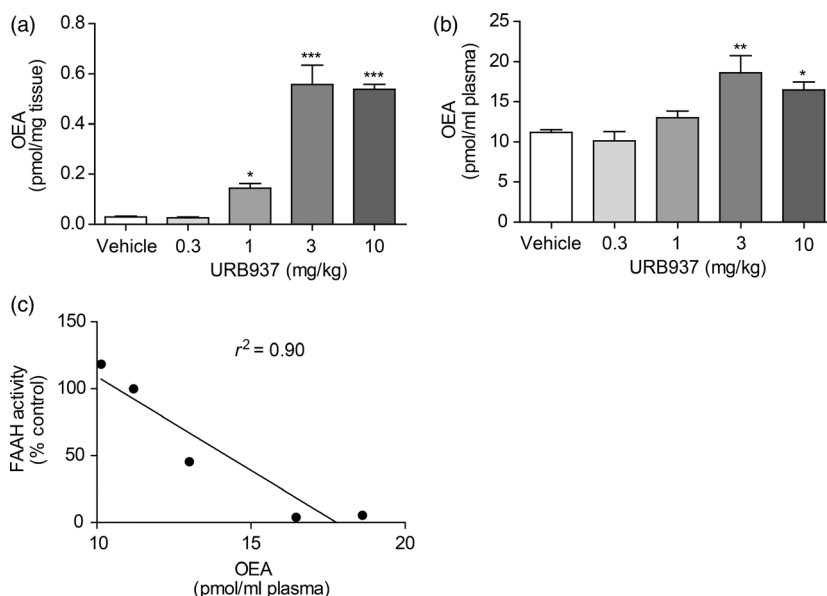 (a)
0.8
0.6
0.4
0.2
0.0
OEA
(pmol/mg tissue)
*
***
***
Vehicle 0.3 1 3 10
URB937 (mg/kg)
(b)
25
20
15
10
5
0
OEA
(pmol/ml plasma)
**
*
Vehicle 0.3 1 3 10
URB937 (mg/kg)
(c)
150
100
50
0
FAAH activity
(% control)
r² = 0.90
10 15 20
OEA
(pmol/ml plasma)